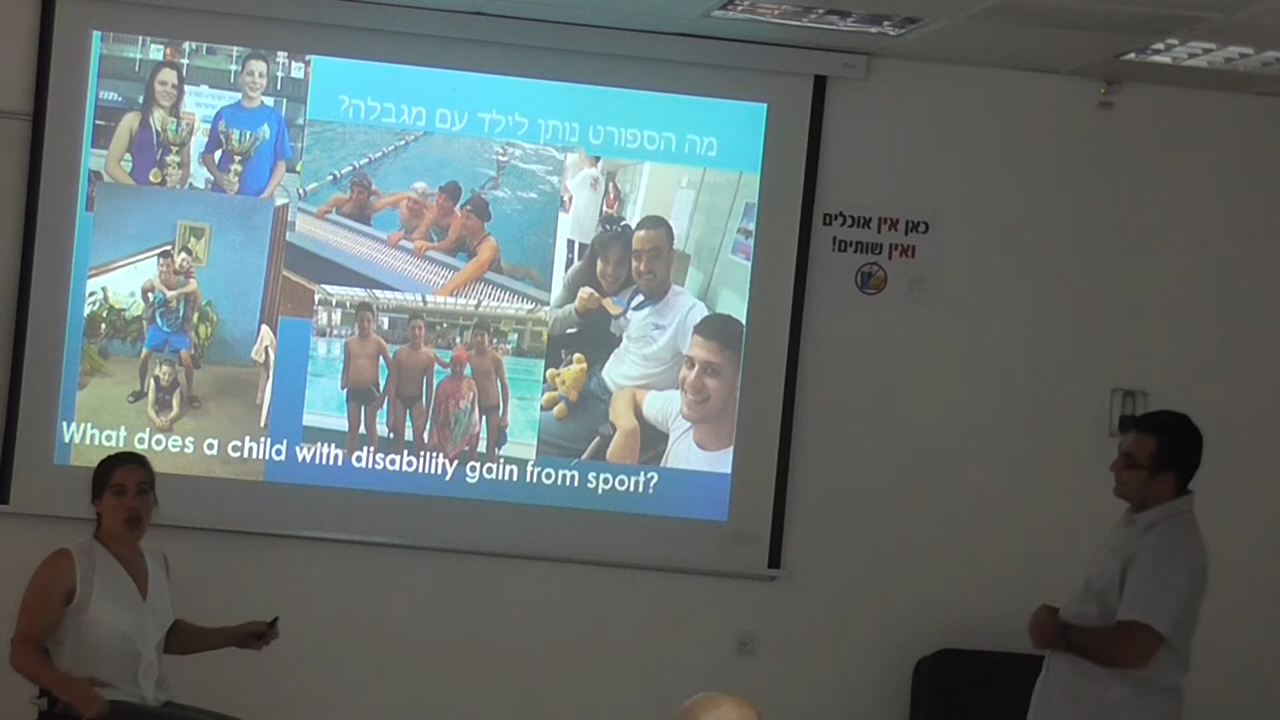 מה הספורט נותן לילד עם מגבלה?
What does a child with disability gain from sport?
כאן אין אוכלים
ואין שותים!